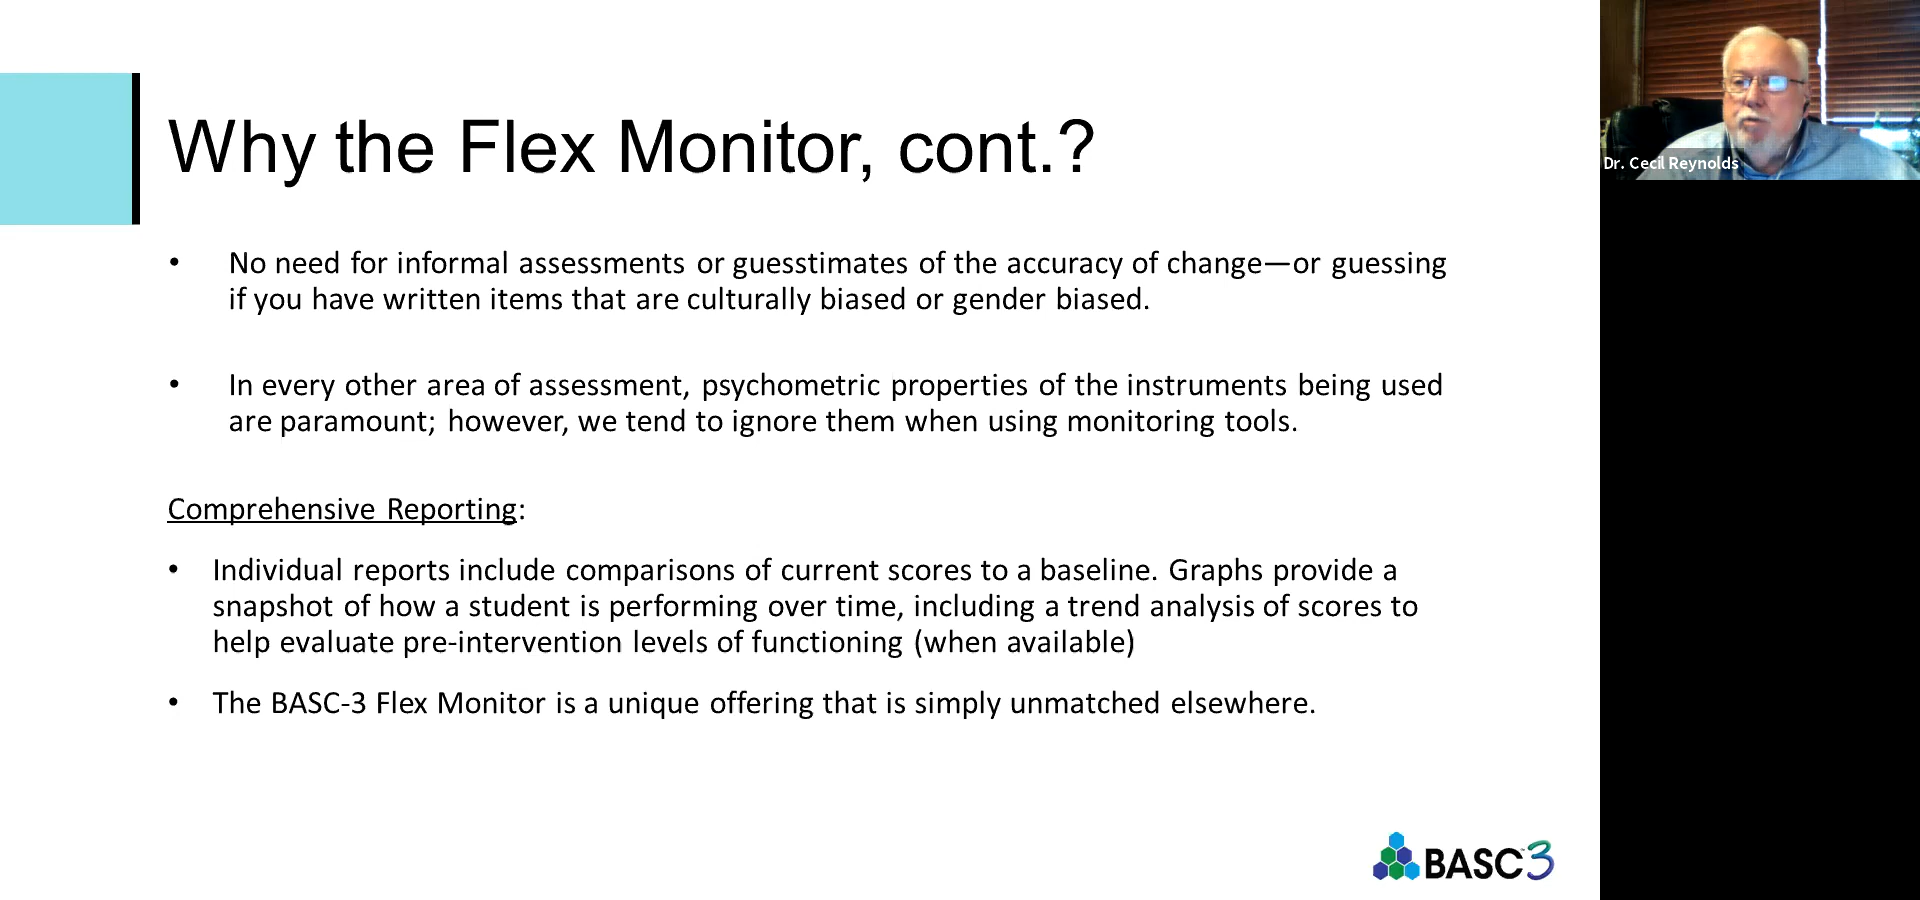 Why the Flex Monitor, cont.?
• No need for informal assessments or guesstimates of the accuracy of change—or guessing
if you have written items that are culturally biased or gender biased.
• In every other area of assessment, psychometric properties of the instruments being used
are paramount; however, we tend to ignore them when using monitoring tools.
Comprehensive Reporting:
• Individual reports include comparisons of current scores to a baseline. Graphs provide a
snapshot of how a student is performing over time, including a trend analysis of scores to
help evaluate pre-intervention levels of functioning (when available)
• The BASC-3 Flex Monitor is a unique offering that is simply unmatched elsewhere.
BASC™3
Dr. Cecil Reynolds